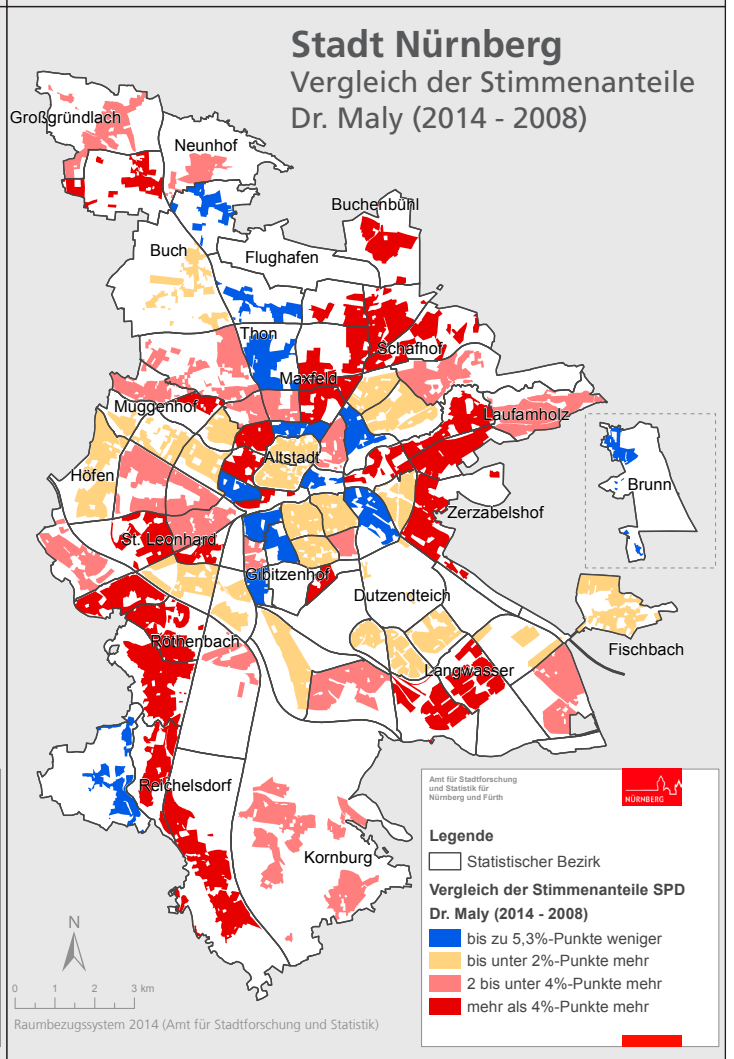 Stadt Nürnberg
Vergleich der Stimmenanteile
Dr. Maly (2014 - 2008)
Großgründlach
Neunhof
Buchenbühl
Buch
Flughafen
Thon
Schafhof
Maxfeld
Muggenhof
Laufamholz
Altstadt
Höfen
Brunn
Zerzabelshof
St. Leonhard
Gibitzenhof
Dutzendteich
Fischbach
Röthenbach
Langwasser
Reichelsdorf
Kornburg
Amt für Stadtforschung
und Statistik für
Nürnberg und Fürth
NÜRNBERG
Legende
Statistischer Bezirk
Vergleich der Stimmenanteile SPD
Dr. Maly (2014 - 2008)
bis zu 5,3%-Punkte weniger
bis unter 2%-Punkte mehr
2 bis unter 4%-Punkte mehr
mehr als 4%-Punkte mehr
N
0 1 2 3 km
Raumbezugssystem 2014 (Amt für Stadtforschung und Statistik)